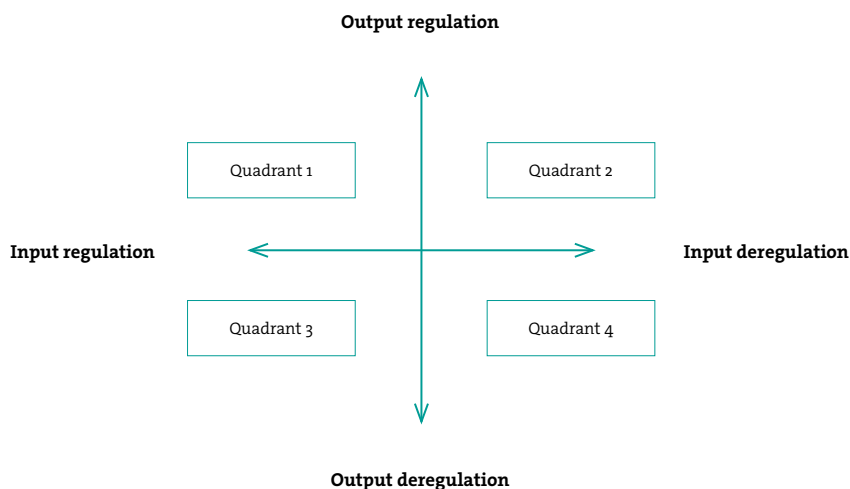 Output regulation
Quadrant 1
Quadrant 2
Input regulation
Input deregulation
Quadrant 3
Quadrant 4
Output deregulation